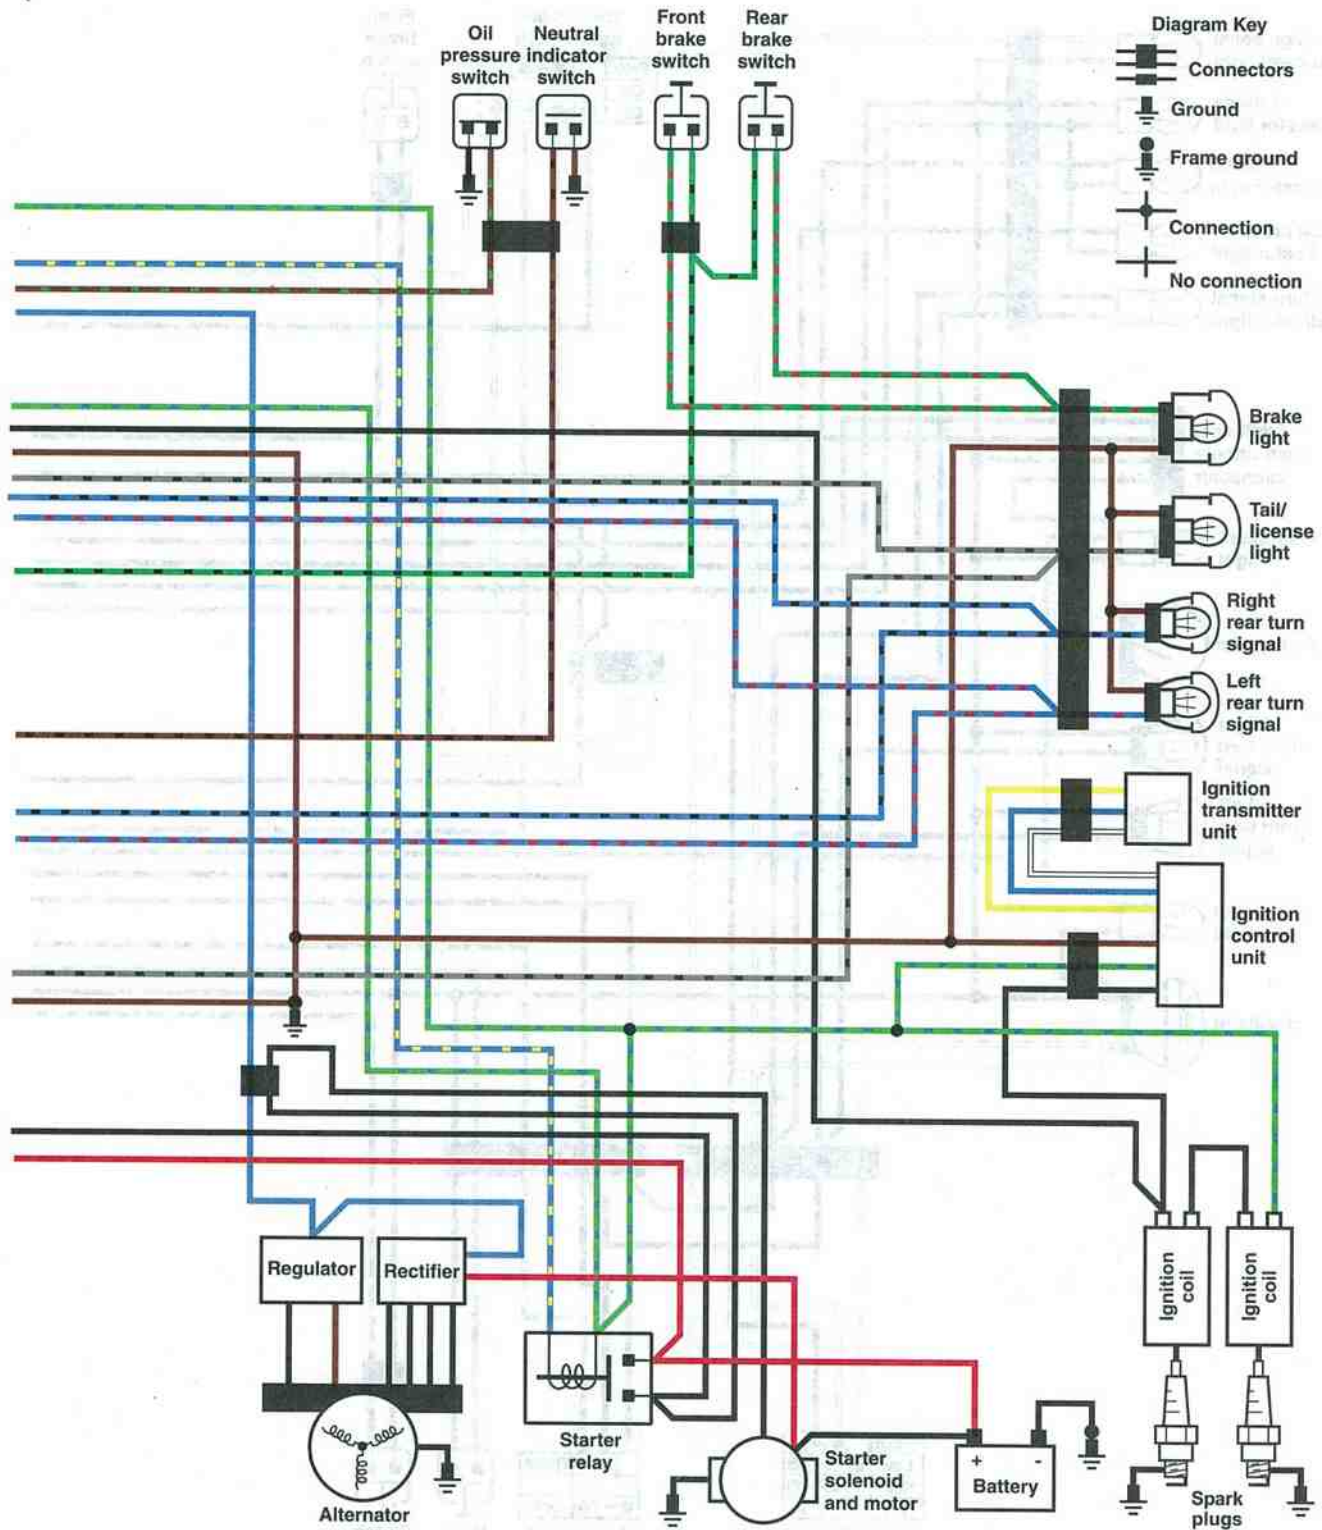 Oil
pressure
switch
Neutral
indicator
switch
Front
brake
switch
Rear
brake
switch
Diagram Key
Connectors
Ground
Frame ground
Connection
No connection
Brake
light
Tail/
license
light
Right
rear turn
signal
Left
rear turn
signal
Ignition
transmitter
unit
Ignition
control
unit
Regulator
Rectifier
Ignition
coil
Ignition
coil
Alternator
Starter
relay
Starter
solenoid
and motor
+ -
Battery
Spark
plugs